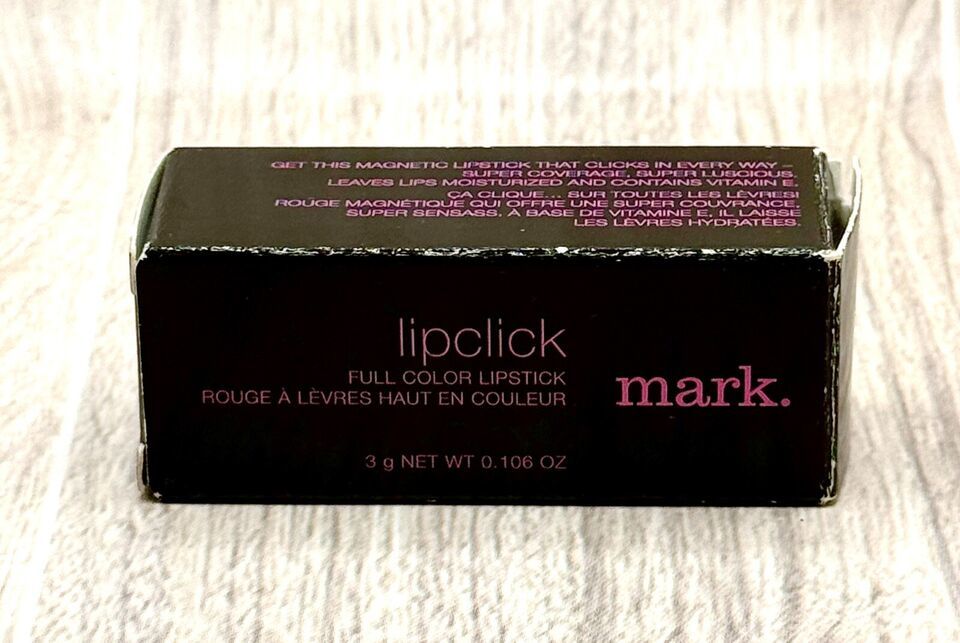 GET THIS MAGNETIC LIPSTICK THAT CLICKS IN EVERY WAY –
SUPER COVERAGE, SUPER LUSCIOUS.
LEAVES LIPS MOISTURIZED AND CONTAINS VITAMIN E.
ÇA CLIQUE... SUR TOUTES LES LÈVRES!
ROUGE MAGNÉTIQUE QUI OFFRE UNE SUPER COUVRANCE,
SUPER SENSASS. À BASE DE VITAMINE E, IL LAISSE
LES LÈVRES HYDRATÉES.
lipclick
FULL COLOR LIPSTICK
ROUGE À LÈVRES HAUT EN COULEUR
mark.
3 g NET WT 0.106 OZ